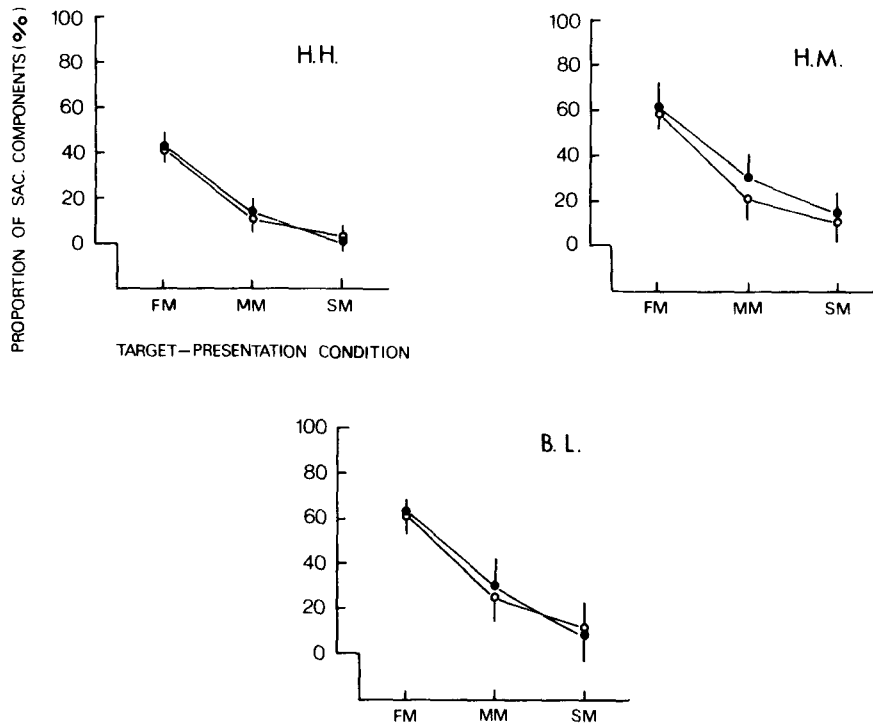 PROPORTION OF SAC. COMPONENTS (%)
100
80
60
40
20
0
H.H.
FM MM SM
TARGET-PRESENTATION CONDITION
100
80
60
40
20
0
H.M.
FM MM SM
100
80
60
40
20
0
B. L.
FM MM SM